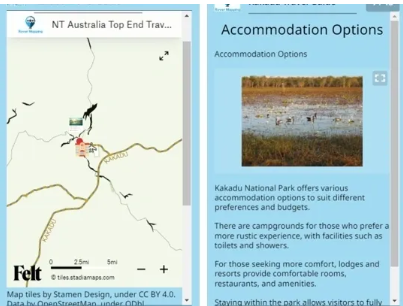 NT Australia Top End Trav...
KAKADU
KAKADU
Felt
0 2.5mi 5mi
© tiles.stadiamaps.com
Map tiles by Stamen Design, under CC BY 4.0.
Data by OpenStreetMap, under ODbL
Accommodation Options
Accommodation Options
Kakadu National Park offers various
accommodation options to suit different
preferences and budgets.
There are campgrounds for those who prefer a
more rustic experience, with facilities such as
toilets and showers.
For those seeking more comfort, lodges and
resorts provide comfortable rooms,
restaurants, and amenities.
Staying within the park allows visitors to fully